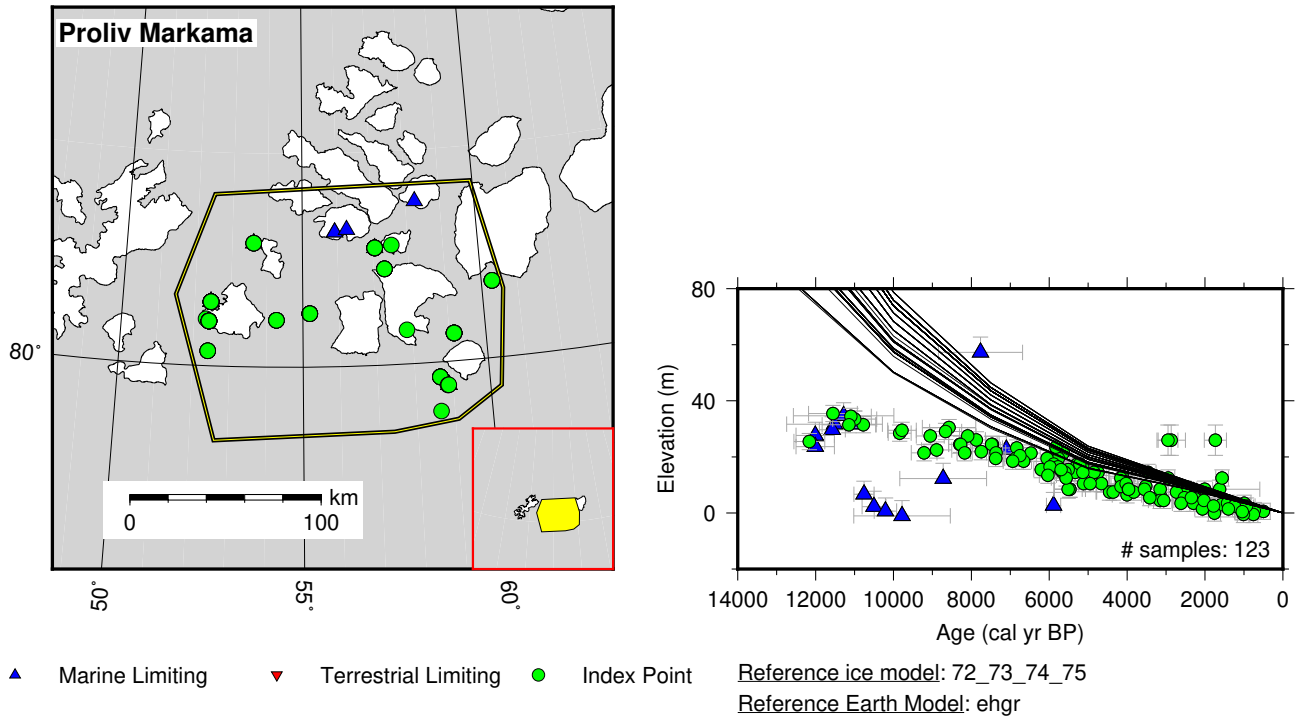 Proliv Markama
80°
km
0 100
50°
55°
60°
80
40
0
Elevation (m)
# samples: 123
14000 12000 10000 8000 6000 4000 2000 0
Age (cal yr BP)
Marine Limiting Terrestrial Limiting Index Point
Reference ice model: 72_73_74_75
Reference Earth Model: ehgr